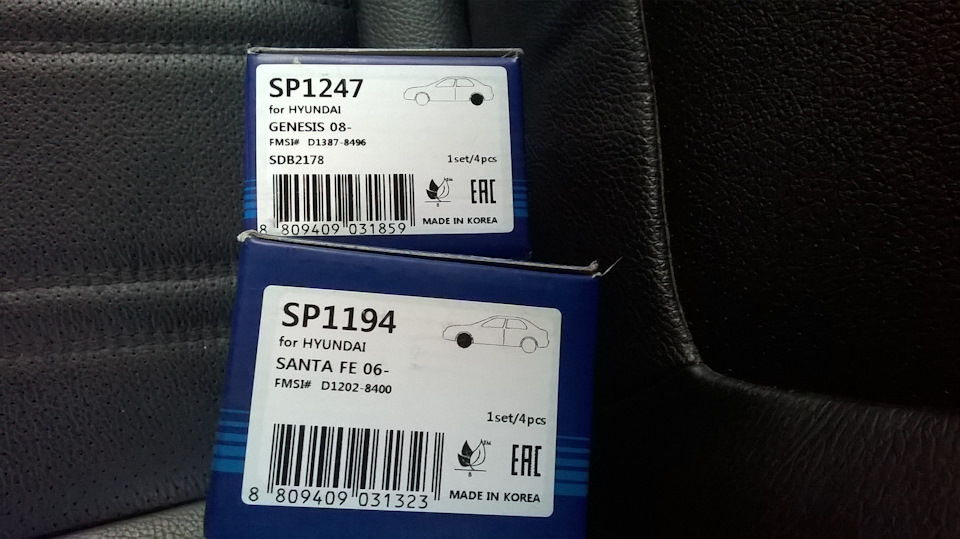 SP1247
for HYUNDAI
GENESIS 08-
FMSI# D1387-8496
SDB2178
1set/4pcs
EAC
MADE IN KOREA
8 809409 031859
SP1194
for HYUNDAI
SANTA FE 06-
FMSI# D1202-8400
1set/4pcs
EAC
MADE IN KOREA
8 809409 031323